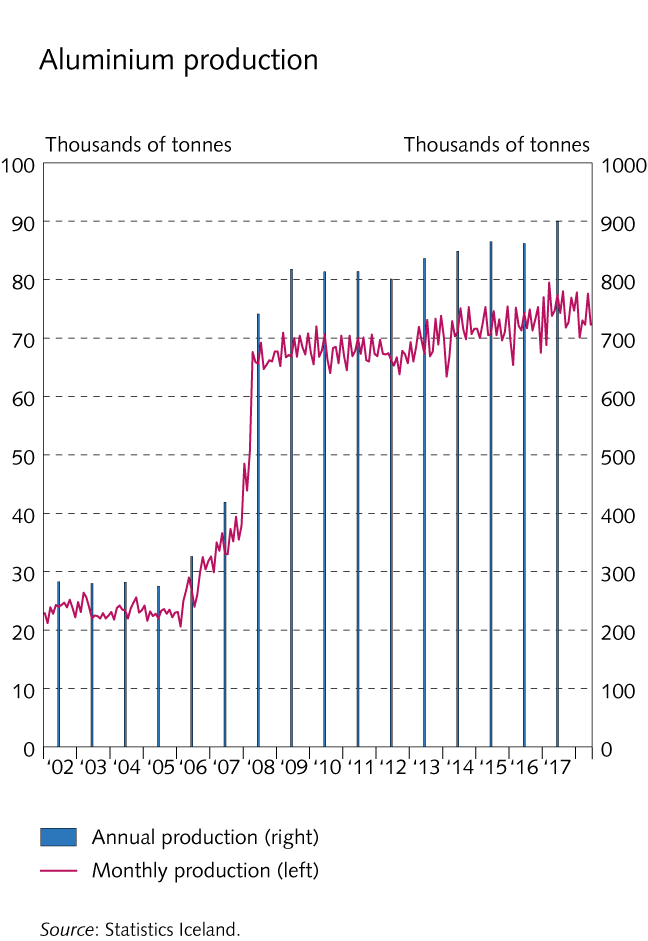 Aluminium production
Thousands of tonnes Thousands of tonnes
100 1000
90 900
80 800
70 700
60 600
50 500
40 400
30 300
20 200
10 100
0 0
‘02 ‘03 ‘04 ‘05 ‘06 ‘07 ‘08 ‘09 ‘10 ‘11 ‘12 ‘13 ‘14 ‘15 ‘16 ‘17
Annual production (right)
Monthly production (left)
Source: Statistics Iceland.